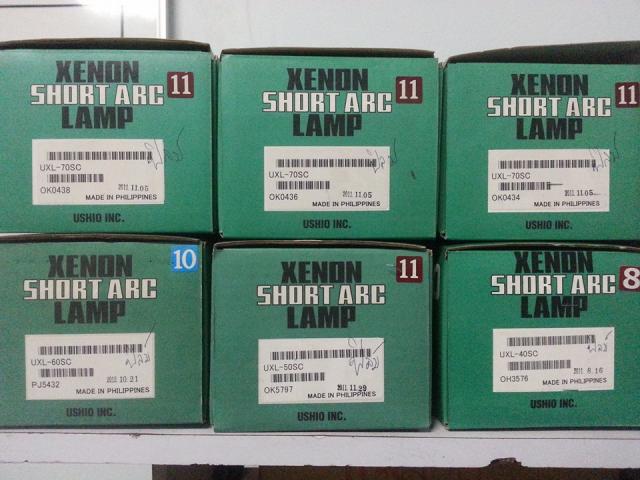 XENON
SHORT ARC 11
LAMP
UXL-70SC
OK0438 2011.11.05
MADE IN PHILIPPINES
USHIO INC.
XENON
SHORT ARC 11
LAMP
UXL-70SC
OK0436 2011.11.05
MADE IN PHILIPPINES
USHIO INC.
XENON
SHORT ARC 11
LAMP
UXL-70SC
OK0434 2011.11.05
MADE IN PHILIPPINES
USHIO INC.
XENON 10
SHORT ARC
LAMP
UXL-60SC
PJ5432 2010.10.21
MADE IN PHILIPPINES
USHIO INC.
XENON 11
SHORT ARC
LAMP
UXL-50SC
OK5797 2011.11.29
MADE IN PHILIPPINES
USHIO INC.
XENON
SHORT ARC 8
LAMP
UXL-40SC
OH3576 2011.8.16
MADE IN PHILIPPINES
USHIO INC.